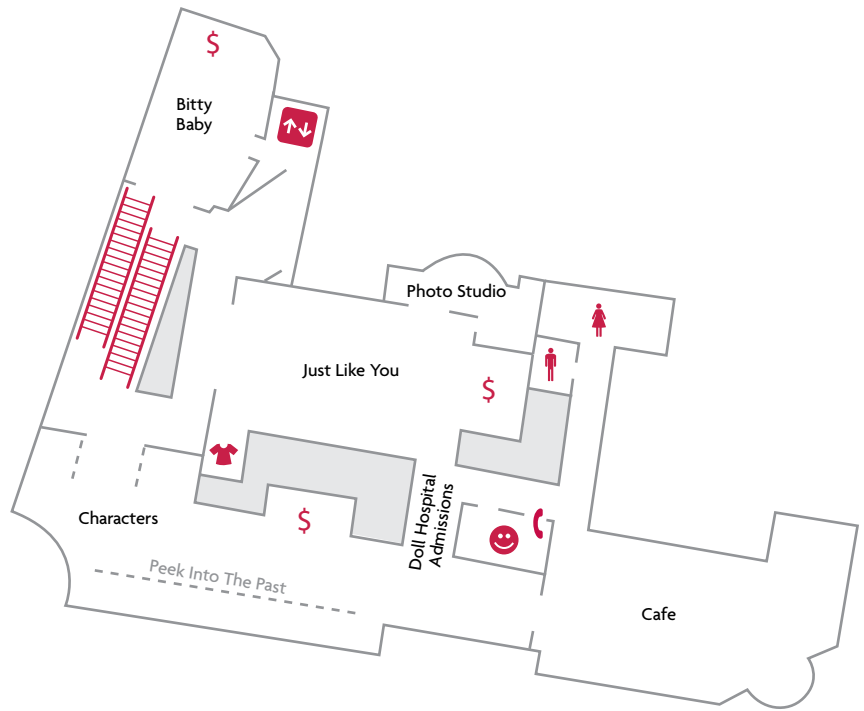 $
Bitty
Baby
Photo Studio
Just Like You
$
Doll Hospital
Admissions
Characters
$
Peek Into The Past
Cafe